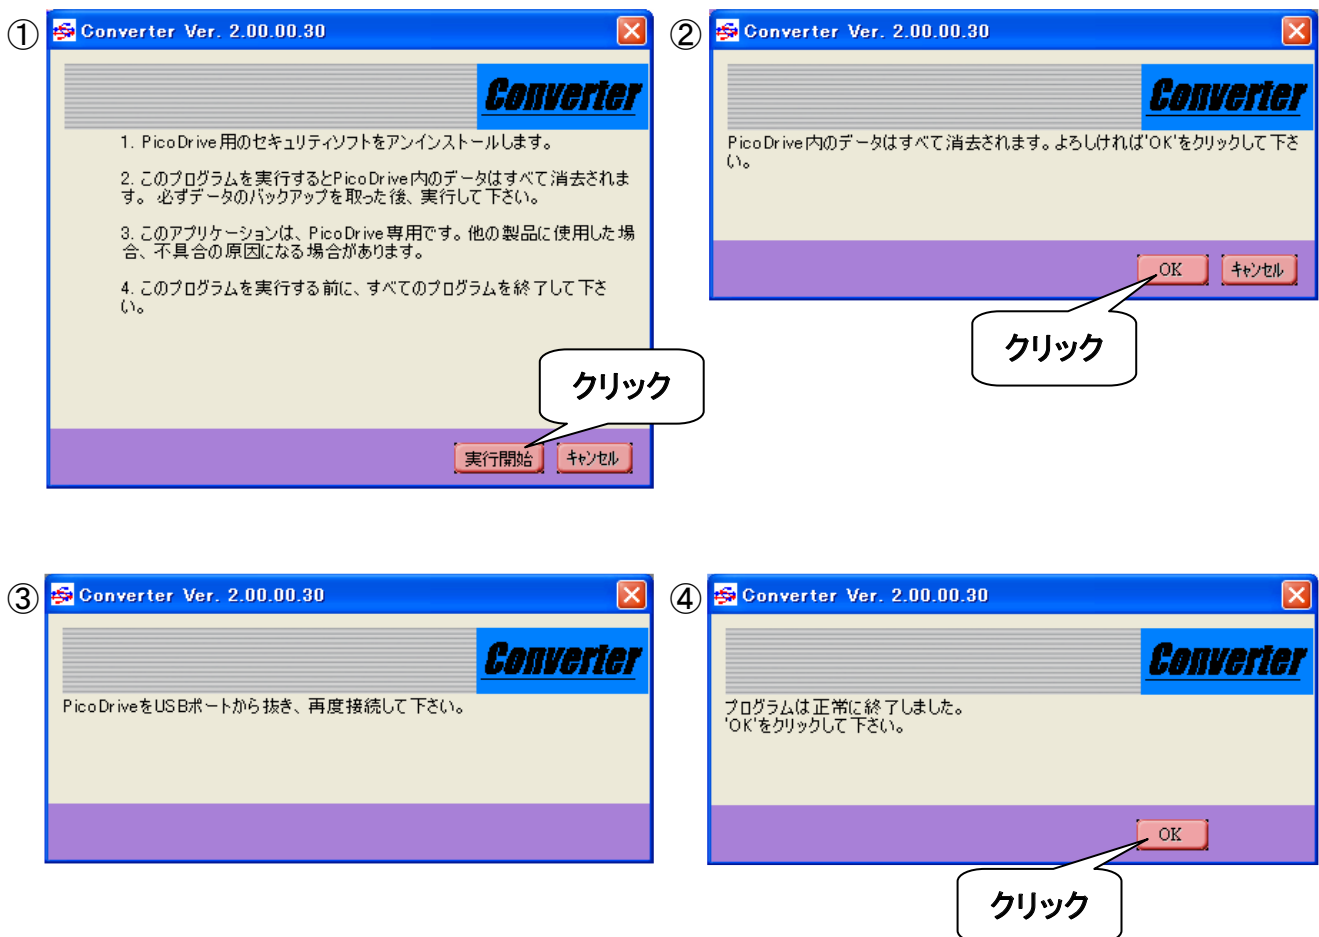 ①
Converter Ver. 2.00.00.30
Converter
1. PicoDrive用のセキュリティソフトをアンインストールします。
2. このプログラムを実行するとPicoDrive内のデータはすべて消去されま
す。 必ずデータのバックアップを取った後、実行して下さい。
3. このアプリケーションは、PicoDrive専用です。他の製品に使用した場
合、不具合の原因になる場合があります。
4. このプログラムを実行する前に、すべてのプログラムを終了して下さ
い。
クリック
実行開始 キャンセル
②
Converter Ver. 2.00.00.30
Converter
PicoDrive内のデータはすべて消去されます。よろしければ'OK'をクリックして下さ
い。
OK キャンセル
クリック
③
Converter Ver. 2.00.00.30
Converter
PicoDriveをUSBポートから抜き、再度接続して下さい。
④
Converter Ver. 2.00.00.30
Converter
プログラムは正常に終了しました。
'OK'をクリックして下さい。
OK
クリック